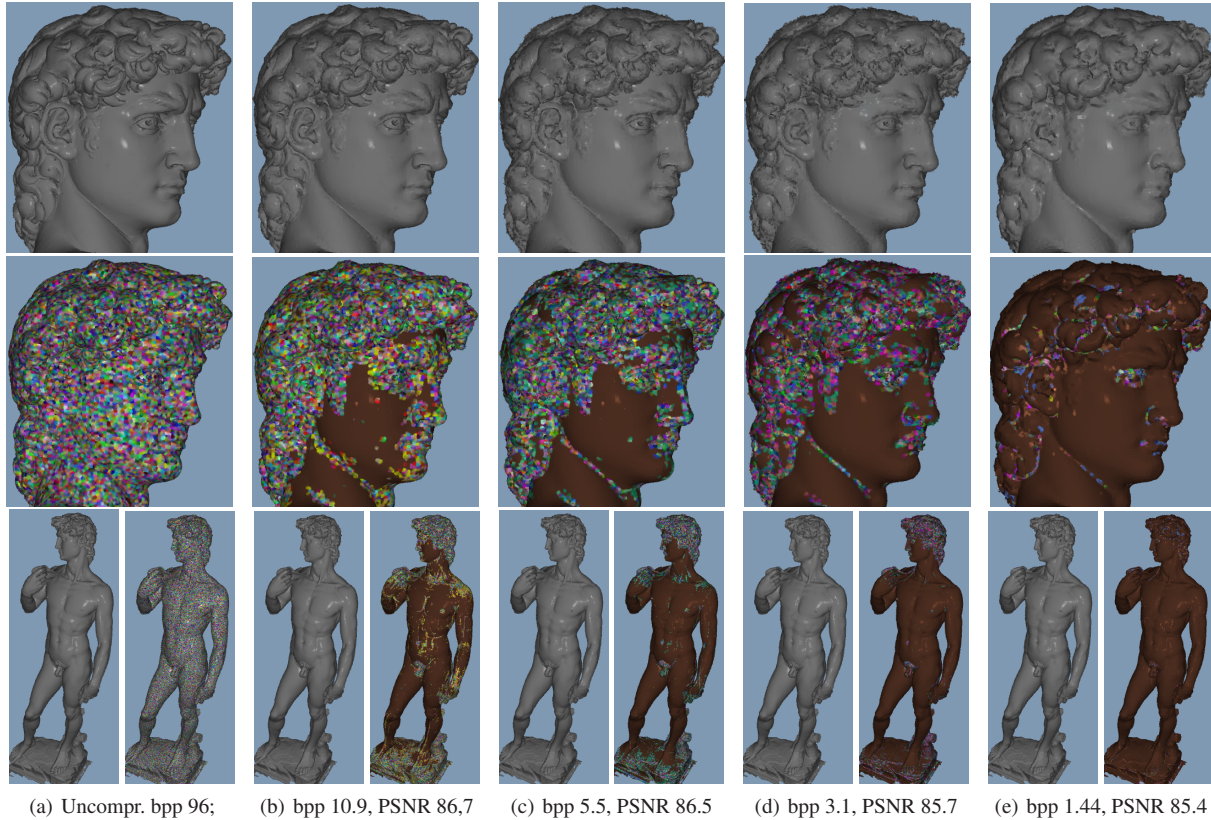 (a) Uncompr. bpp 96;
(b) bpp 10.9, PSNR 86,7
(c) bpp 5.5, PSNR 86.5
(d) bpp 3.1, PSNR 85.7
(e) bpp 1.44, PSNR 85.4